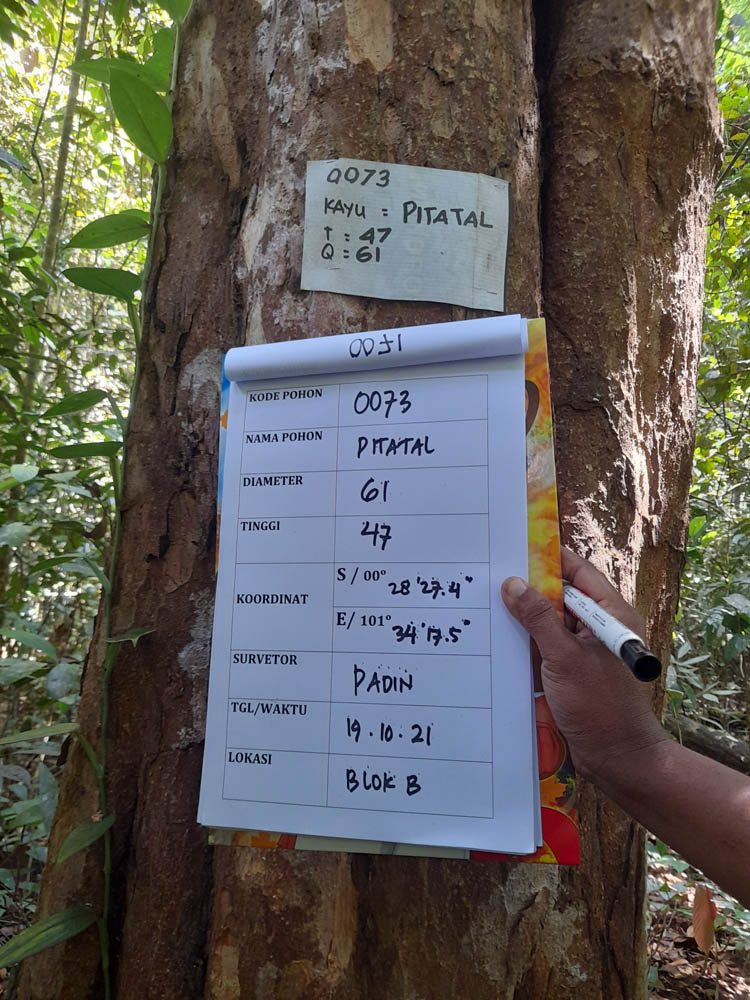 0073
KAYU = PITATAL
T : 47
Q : 61
0071
KODE POHON 0073
NAMA POHON PITATAL
DIAMETER 61
TINGGI 47
KOORDINAT S / 00° 28'27.4"
E/ 101° 34'17.5"
SURVETOR PADIN
TGL/WAKTU 19.10.21
LOKASI BLOK B